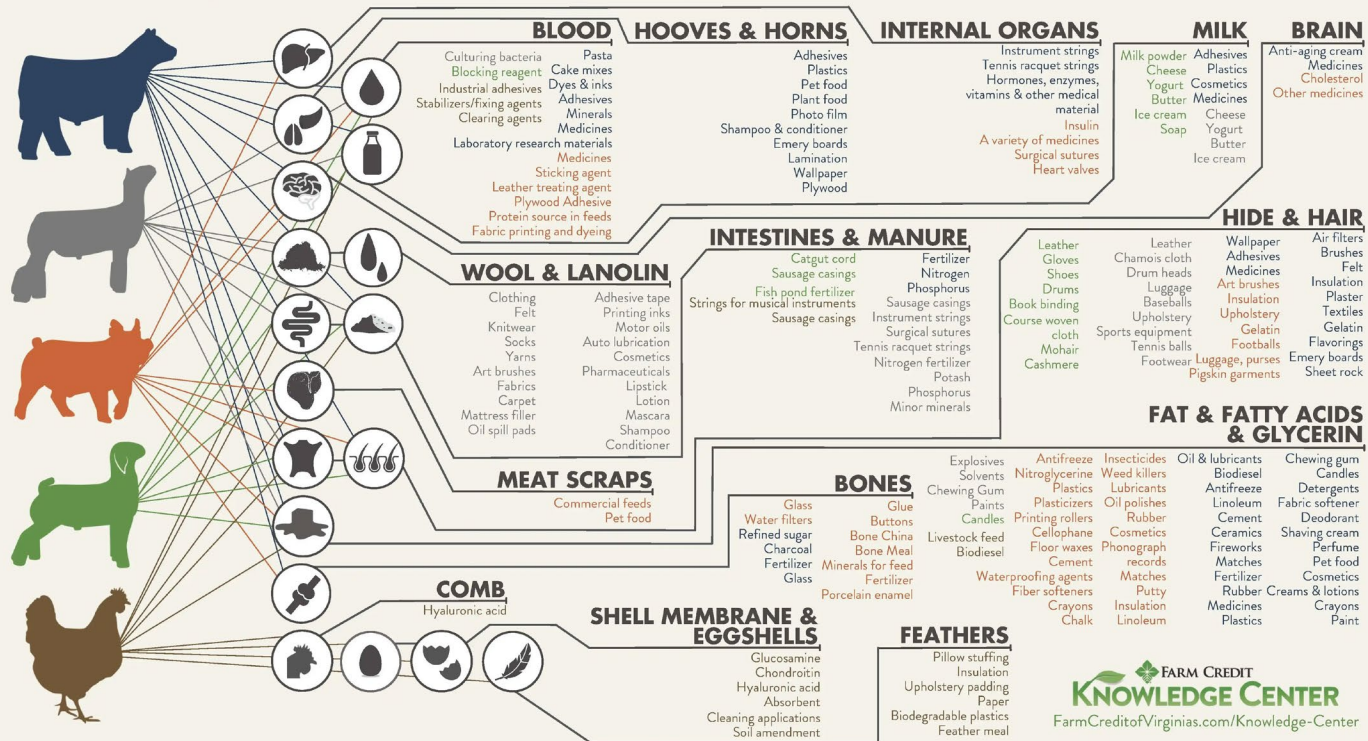 BLOOD
Culturing bacteria
Blocking reagent
Industrial adhesives
Stabilizers/fixing agents
Clearing agents
Pasta
Cake mixes
Dyes & inks
Adhesives
Minerals
Medicines
Laboratory research materials
Medicines
Sticking agent
Leather treating agent
Plywood Adhesive
Protein source in feeds
Fabric printing and dyeing
HOOVES & HORNS
Adhesives
Plastics
Pet food
Plant food
Photo film
Shampoo & conditioner
Emery boards
Lamination
Wallpaper
Plywood
INTERNAL ORGANS
Instrument strings
Tennis racquet strings
Hormones, enzymes,
vitamins & other medical
material
Insulin
A variety of medicines
Surgical sutures
Heart valves
MILK
Milk powder
Cheese
Yogurt
Butter
Ice cream
Soap
Adhesives
Plastics
Cosmetics
Medicines
Cheese
Yogurt
Butter
Ice cream
BRAIN
Anti-aging cream
Medicines
Cholesterol
Other medicines
WOOL & LANOLIN
Clothing
Felt
Knitwear
Socks
Yarns
Art brushes
Fabrics
Carpet
Mattress filler
Oil spill pads
Adhesive tape
Printing inks
Motor oils
Auto lubrication
Cosmetics
Pharmaceuticals
Lipstick
Lotion
Mascara
Shampoo
Conditioner
INTESTINES & MANURE
Catgut cord
Sausage casings
Fish pond fertilizer
Strings for musical instruments
Sausage casings
Fertilizer
Nitrogen
Phosphorus
Sausage casings
Instrument strings
Surgical sutures
Tennis racquet strings
Nitrogen fertilizer
Potash
Phosphorus
Minor minerals
HIDE & HAIR
Leather
Gloves
Shoes
Drums
Book binding
Course woven
cloth
Mohair
Cashmere
Leather
Chamois cloth
Drum heads
Luggage
Baseballs
Upholstery
Sports equipment
Tennis balls
Footwear
Wallpaper
Adhesives
Medicines
Art brushes
Insulation
Upholstery
Gelatin
Footballs
Luggage, purses
Pigskin garments
Air filters
Brushes
Felt
Insulation
Plaster
Textiles
Gelatin
Flavorings
Emery boards
Sheet rock
MEAT SCRAPS
Commercial feeds
Pet food
BONES
Glass
Water filters
Refined sugar
Charcoal
Fertilizer
Glass
Glue
Buttons
Bone China
Bone Meal
Minerals for feed
Fertilizer
Porcelain enamel
FAT & FATTY ACIDS
& GLYCERIN
Explosives
Solvents
Chewing Gum
Paints
Candles
Livestock feed
Biodiesel
Antifreeze
Nitroglycerine
Plastics
Plasticizers
Printing rollers
Cellophane
Floor waxes
Cement
Waterproofing agents
Fiber softeners
Crayons
Chalk
Insecticides
Weed killers
Lubricants
Oil polishes
Rubber
Cosmetics
Phonograph
records
Matches
Putty
Insulation
Linoleum
Oil & lubricants
Biodiesel
Antifreeze
Linoleum
Cement
Ceramics
Fireworks
Matches
Fertilizer
Rubber
Medicines
Plastics
Chewing gum
Candles
Detergents
Fabric softener
Deodorant
Shaving cream
Perfume
Pet food
Cosmetics
Creams & lotions
Crayons
Paint
COMB
Hyaluronic acid
SHELL MEMBRANE &
EGGSHELLS
Glucosamine
Chondroitin
Hyaluronic acid
Absorbent
Cleaning applications
Soil amendment
FEATHERS
Pillow stuffing
Insulation
Upholstery padding
Paper
Biodegradable plastics
Feather meal
FARM CREDIT
KNOWLEDGE CENTER
FarmCreditofVirginias.com/Knowledge-Center